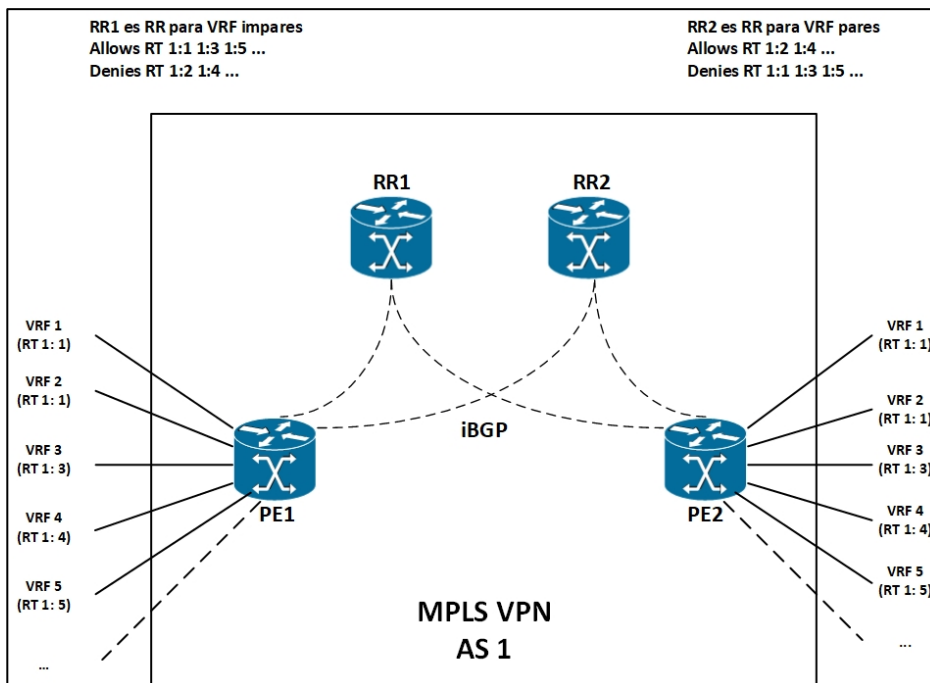 RR1 es RR para VRF impares
Allows RT 1:1 1:3 1:5 ...
Denies RT 1:2 1:4 ...
RR2 es RR para VRF pares
Allows RT 1:2 1:4 ...
Denies RT 1:1 1:3 1:5 ...
RR1
RR2
VRF 1
(RT 1: 1)
VRF 2
(RT 1: 1)
VRF 3
(RT 1: 3)
VRF 4
(RT 1: 4)
VRF 5
(RT 1: 5)
...
PE1
iBGP
PE2
VRF 1
(RT 1: 1)
VRF 2
(RT 1: 1)
VRF 3
(RT 1: 3)
VRF 4
(RT 1: 4)
VRF 5
(RT 1: 5)
...
MPLS VPN
AS 1